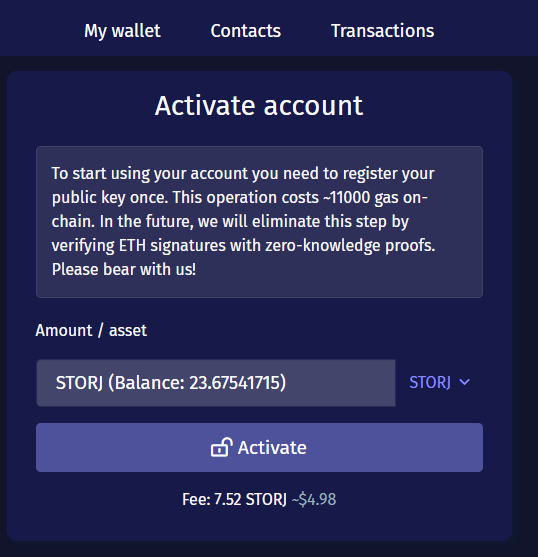 My wallet Contacts Transactions
Activate account
To start using your account you need to register your
public key once. This operation costs ~11000 gas on-
chain. In the future, we will eliminate this step by
verifying ETH signatures with zero-knowledge proofs.
Please bear with us!
Amount / asset
STORJ (Balance: 23.67541715) STORJ
Activate
Fee: 7.52 STORJ ~$4.98